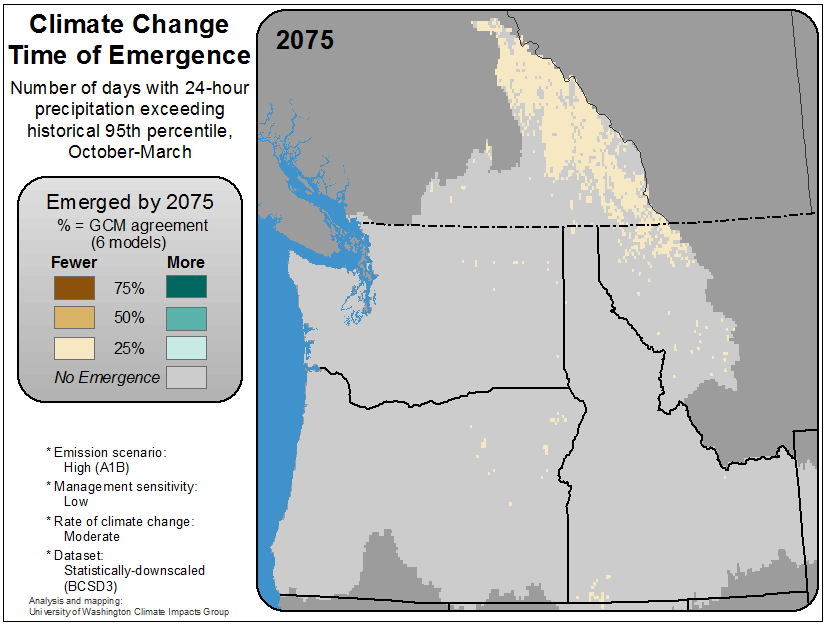 Climate Change
Time of Emergence
Number of days with 24-hour
precipitation exceeding
historical 95th percentile,
October-March
Emerged by 2075
% = GCM agreement
(6 models)
Fewer More
75%
50%
25%
No Emergence
* Emission scenario:
High (A1B)
* Management sensitivity:
Low
* Rate of climate change:
Moderate
* Dataset:
Statistically-downscaled
(BCSD3)
Analysis and mapping:
University of Washington Climate Impacts Group
2075